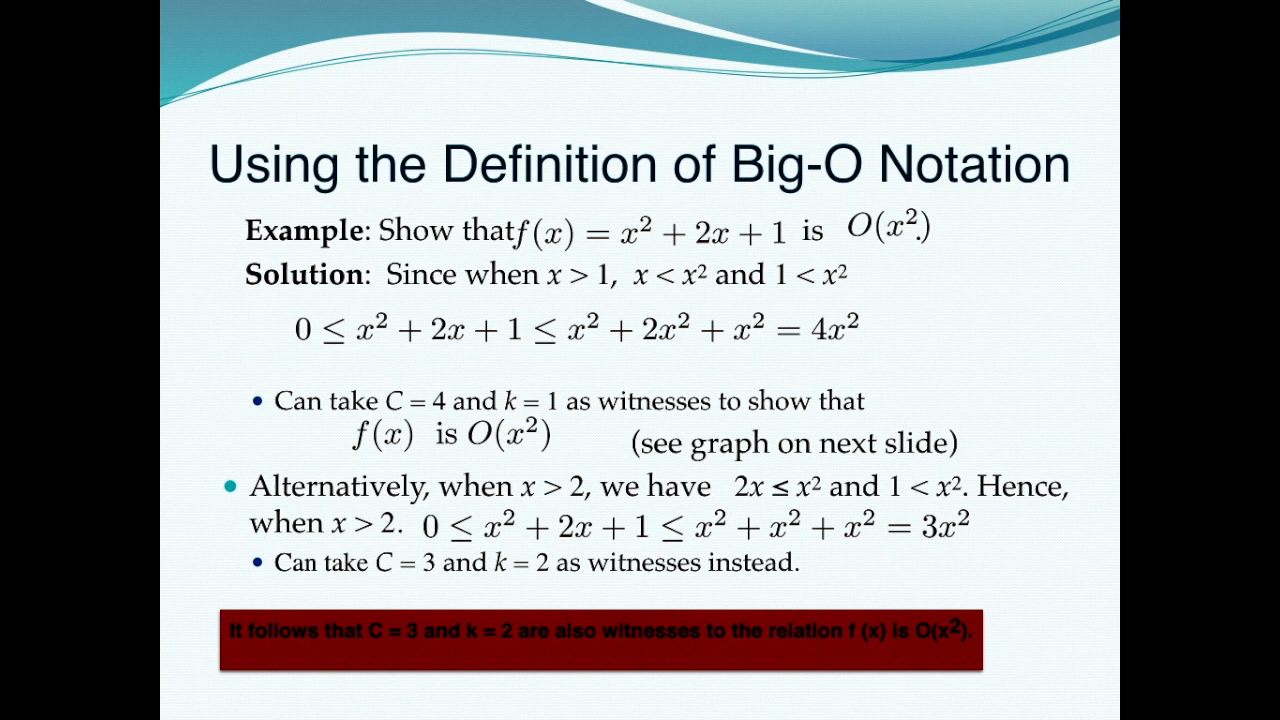 Using the Definition of Big-O Notation
Example: Show that f(x) = x² + 2x + 1 is O(x².)
Solution: Since when x > 1, x < x² and 1 < x²
0 ≤ x² + 2x + 1 ≤ x² + 2x² + x² = 4x²
• Can take C = 4 and k = 1 as witnesses to show that
f(x) is O(x²) (see graph on next slide)
• Alternatively, when x > 2, we have 2x ≤ x² and 1 < x². Hence,
when x > 2. 0 ≤ x² + 2x + 1 ≤ x² + x² + x² = 3x²
• Can take C = 3 and k = 2 as witnesses instead.
It follows that C = 3 and k = 2 are also witnesses to the relation f (x) is O(x²).